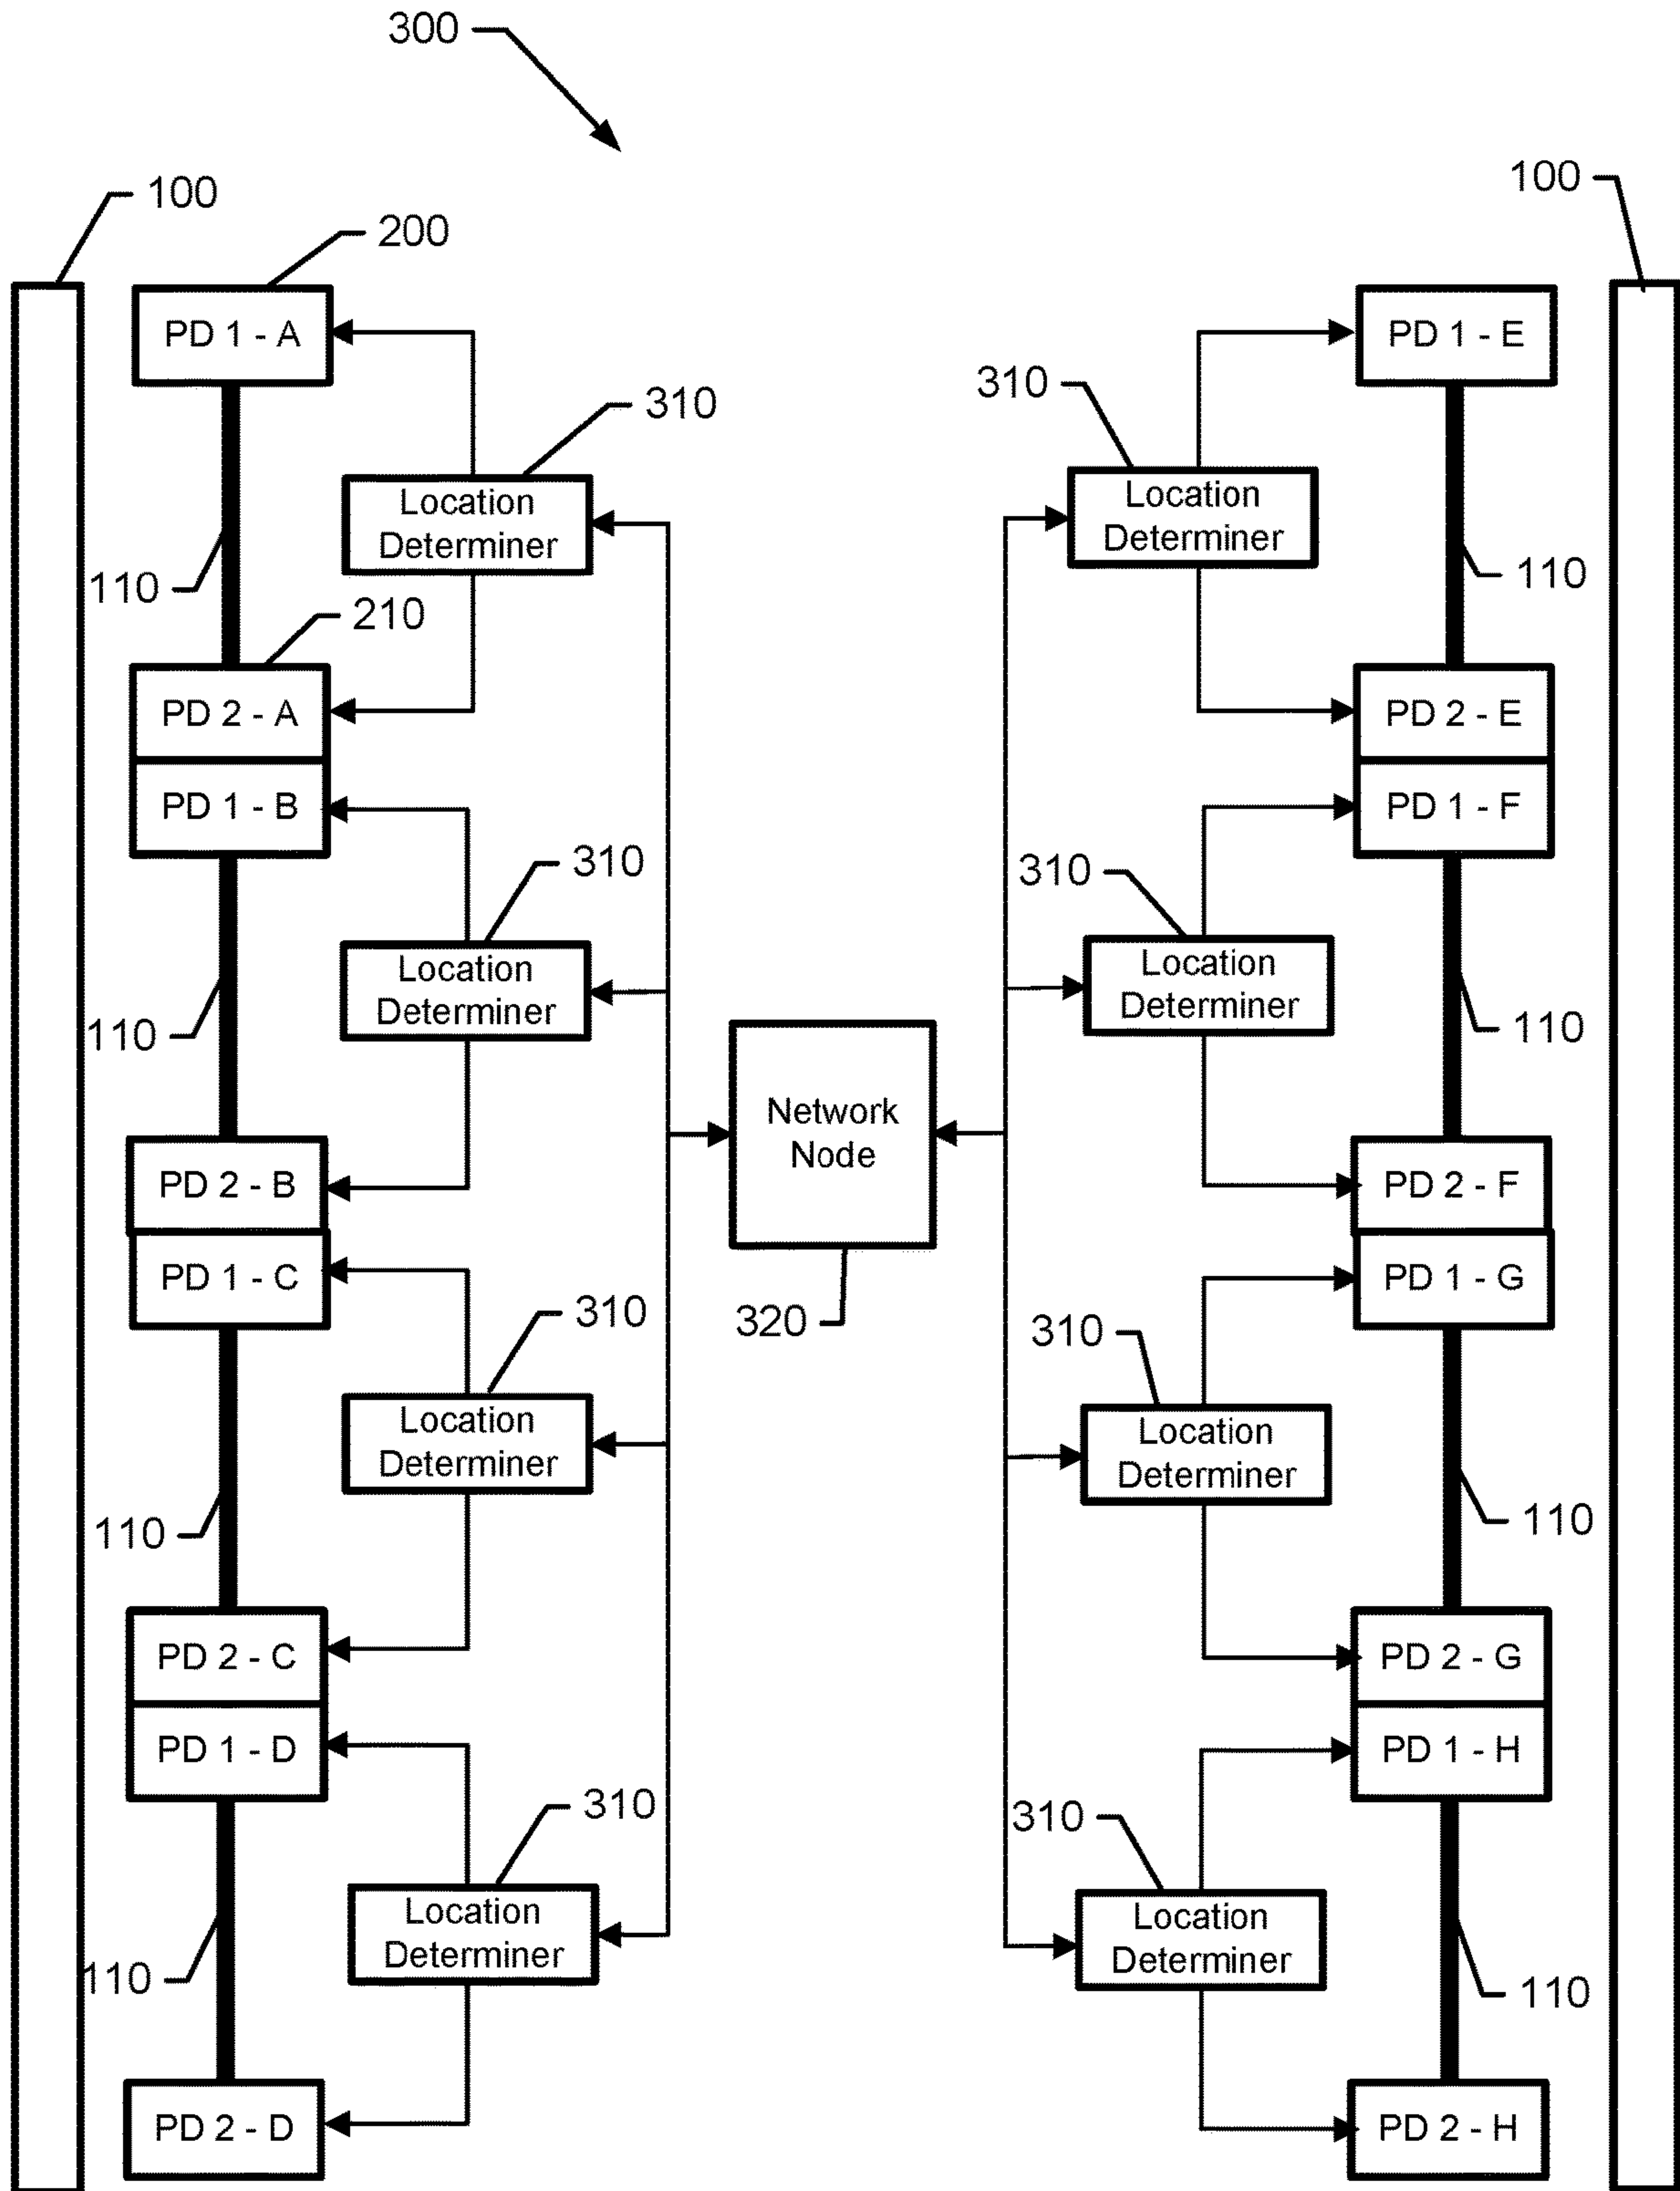 300
100
100
200
PD 1 - A
PD 1 - E
310
310
Location
Determiner
Location
Determiner
110
110
210
PD 2 - A
PD 2 - E
PD 1 - B
PD 1 - F
310
310
Location
Determiner
Location
Determiner
110
110
Network
Node
PD 2 - B
PD 2 - F
PD 1 - C
PD 1 - G
320
310
310
Location
Determiner
Location
Determiner
110
110
PD 2 - C
PD 2 - G
PD 1 - D
PD 1 - H
310
310
Location
Determiner
Location
Determiner
110
110
PD 2 - D
PD 2 - H